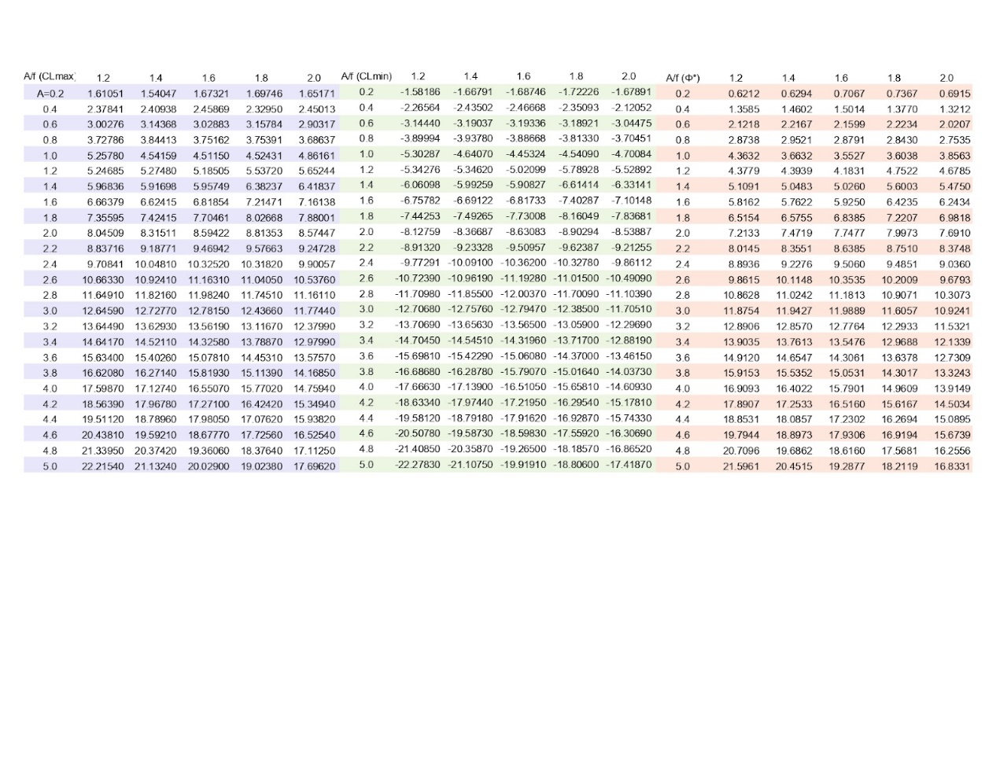 A/f (CLmax) 1.2 1.4 1.6 1.8 2.0 A/f (CLmin) 1.2 1.4 1.6 1.8 2.0 A/f (Φ*) 1.2 1.4 1.6 1.8 2.0
A=0.2 1.61051 1.54047 1.67321 1.69746 1.65171 0.2 -1.58186 -1.66791 -1.68746 -1.72226 -1.67891 0.2 0.6212 0.6294 0.7067 0.7367 0.6915
0.4 2.37841 2.40938 2.45869 2.32950 2.45013 0.4 -2.26564 -2.43502 -2.46668 -2.35093 -2.12052 0.4 1.3585 1.4602 1.5014 1.3770 1.3212
0.6 3.00276 3.14368 3.02883 3.15784 2.90317 0.6 -3.14440 -3.19037 -3.19336 -3.18921 -3.04475 0.6 2.1218 2.2167 2.1599 2.2234 2.0207
0.8 3.72786 3.84413 3.75162 3.75391 3.68637 0.8 -3.89994 -3.93780 -3.88668 -3.81330 -3.70451 0.8 2.8738 2.9521 2.8791 2.8430 2.7535
1.0 5.25780 4.54159 4.51150 4.52431 4.86161 1.0 -5.30287 -4.64070 -4.45324 -4.54090 -4.70084 1.0 4.3632 3.6632 3.5527 3.6038 3.8563
1.2 5.24685 5.27480 5.18505 5.53720 5.65244 1.2 -5.34276 -5.34620 -5.02099 -5.78928 -5.52892 1.2 4.3779 4.3939 4.1831 4.7522 4.6785
1.4 5.96836 5.91698 5.95749 6.38237 6.41837 1.4 -6.06098 -5.99259 -5.90827 -6.61414 -6.33141 1.4 5.1091 5.0483 5.0260 5.6003 5.4750
1.6 6.66379 6.62415 6.81854 7.21471 7.16138 1.6 -6.75782 -6.69122 -6.81733 -7.40287 -7.10148 1.6 5.8162 5.7622 5.9250 6.4235 6.2434
1.8 7.35595 7.42415 7.70461 8.02668 7.88001 1.8 -7.44253 -7.49265 -7.73008 -8.16049 -7.83681 1.8 6.5154 6.5755 6.8385 7.2207 6.9818
2.0 8.04509 8.31511 8.59422 8.81353 8.57447 2.0 -8.12759 -8.36687 -8.63083 -8.90294 -8.53887 2.0 7.2133 7.4719 7.7477 7.9973 7.6910
2.2 8.83716 9.18771 9.46942 9.57663 9.24728 2.2 -8.91320 -9.23328 -9.50957 -9.62387 -9.21255 2.2 8.0145 8.3551 8.6385 8.7510 8.3748
2.4 9.70841 10.04810 10.32520 10.31820 9.90057 2.4 -9.77291 -10.09100 -10.36200 -10.32780 -9.86112 2.4 8.8936 9.2276 9.5060 9.4851 9.0360
2.6 10.66330 10.92410 11.16310 11.04050 10.53760 2.6 -10.72390 -10.96190 -11.19280 -11.01500 -10.49090 2.6 9.8615 10.1148 10.3535 10.2009 9.6793
2.8 11.64910 11.82160 11.98240 11.74510 11.16110 2.8 -11.70980 -11.85500 -12.00370 -11.70090 -11.10390 2.8 10.8628 11.0242 11.1813 10.9071 10.3073
3.0 12.64590 12.72770 12.78150 12.43660 11.77440 3.0 -12.70680 -12.75760 -12.79470 -12.38500 -11.70510 3.0 11.8754 11.9427 11.9889 11.6057 10.9241
3.2 13.64490 13.62930 13.56190 13.11670 12.37990 3.2 -13.70690 -13.65630 -13.56500 -13.05900 -12.29690 3.2 12.8906 12.8570 12.7764 12.2933 11.5321
3.4 14.64170 14.52110 14.32580 13.78870 12.97990 3.4 -14.70450 -14.54510 -14.31960 -13.71700 -12.88190 3.4 13.9035 13.7613 13.5476 12.9688 12.1339
3.6 15.63400 15.40260 15.07810 14.45310 13.57570 3.6 -15.69810 -15.42290 -15.06080 -14.37000 -13.46150 3.6 14.9120 14.6547 14.3061 13.6378 12.7309
3.8 16.62080 16.27140 15.81930 15.11390 14.16850 3.8 -16.68680 -16.28780 -15.79070 -15.01640 -14.03730 3.8 15.9153 15.5352 15.0531 14.3017 13.3243
4.0 17.59870 17.12740 16.55070 15.77020 14.75940 4.0 -17.66630 -17.13900 -16.51050 -15.65810 -14.60930 4.0 16.9093 16.4022 15.7901 14.9609 13.9149
4.2 18.56390 17.96780 17.27100 16.42420 15.34940 4.2 -18.63340 -17.97440 -17.21950 -16.29540 -15.17810 4.2 17.8907 17.2533 16.5160 15.6167 14.5034
4.4 19.51120 18.78960 17.98050 17.07620 15.93820 4.4 -19.58120 -18.79180 -17.91620 -16.92870 -15.74330 4.4 18.8531 18.0857 17.2302 16.2694 15.0895
4.6 20.43810 19.59210 18.67770 17.72560 16.52540 4.6 -20.50780 -19.58730 -18.59830 -17.55920 -16.30690 4.6 19.7944 18.8973 17.9306 16.9194 15.6739
4.8 21.33950 20.37420 19.36060 18.37640 17.11250 4.8 -21.40850 -20.35870 -19.26500 -18.18570 -16.86520 4.8 20.7096 19.6862 18.6160 17.5681 16.2556
5.0 22.21540 21.13240 20.02900 19.02380 17.69620 5.0 -22.27830 -21.10750 -19.91910 -18.80600 -17.41870 5.0 21.5961 20.4515 19.2877 18.2119 16.8331